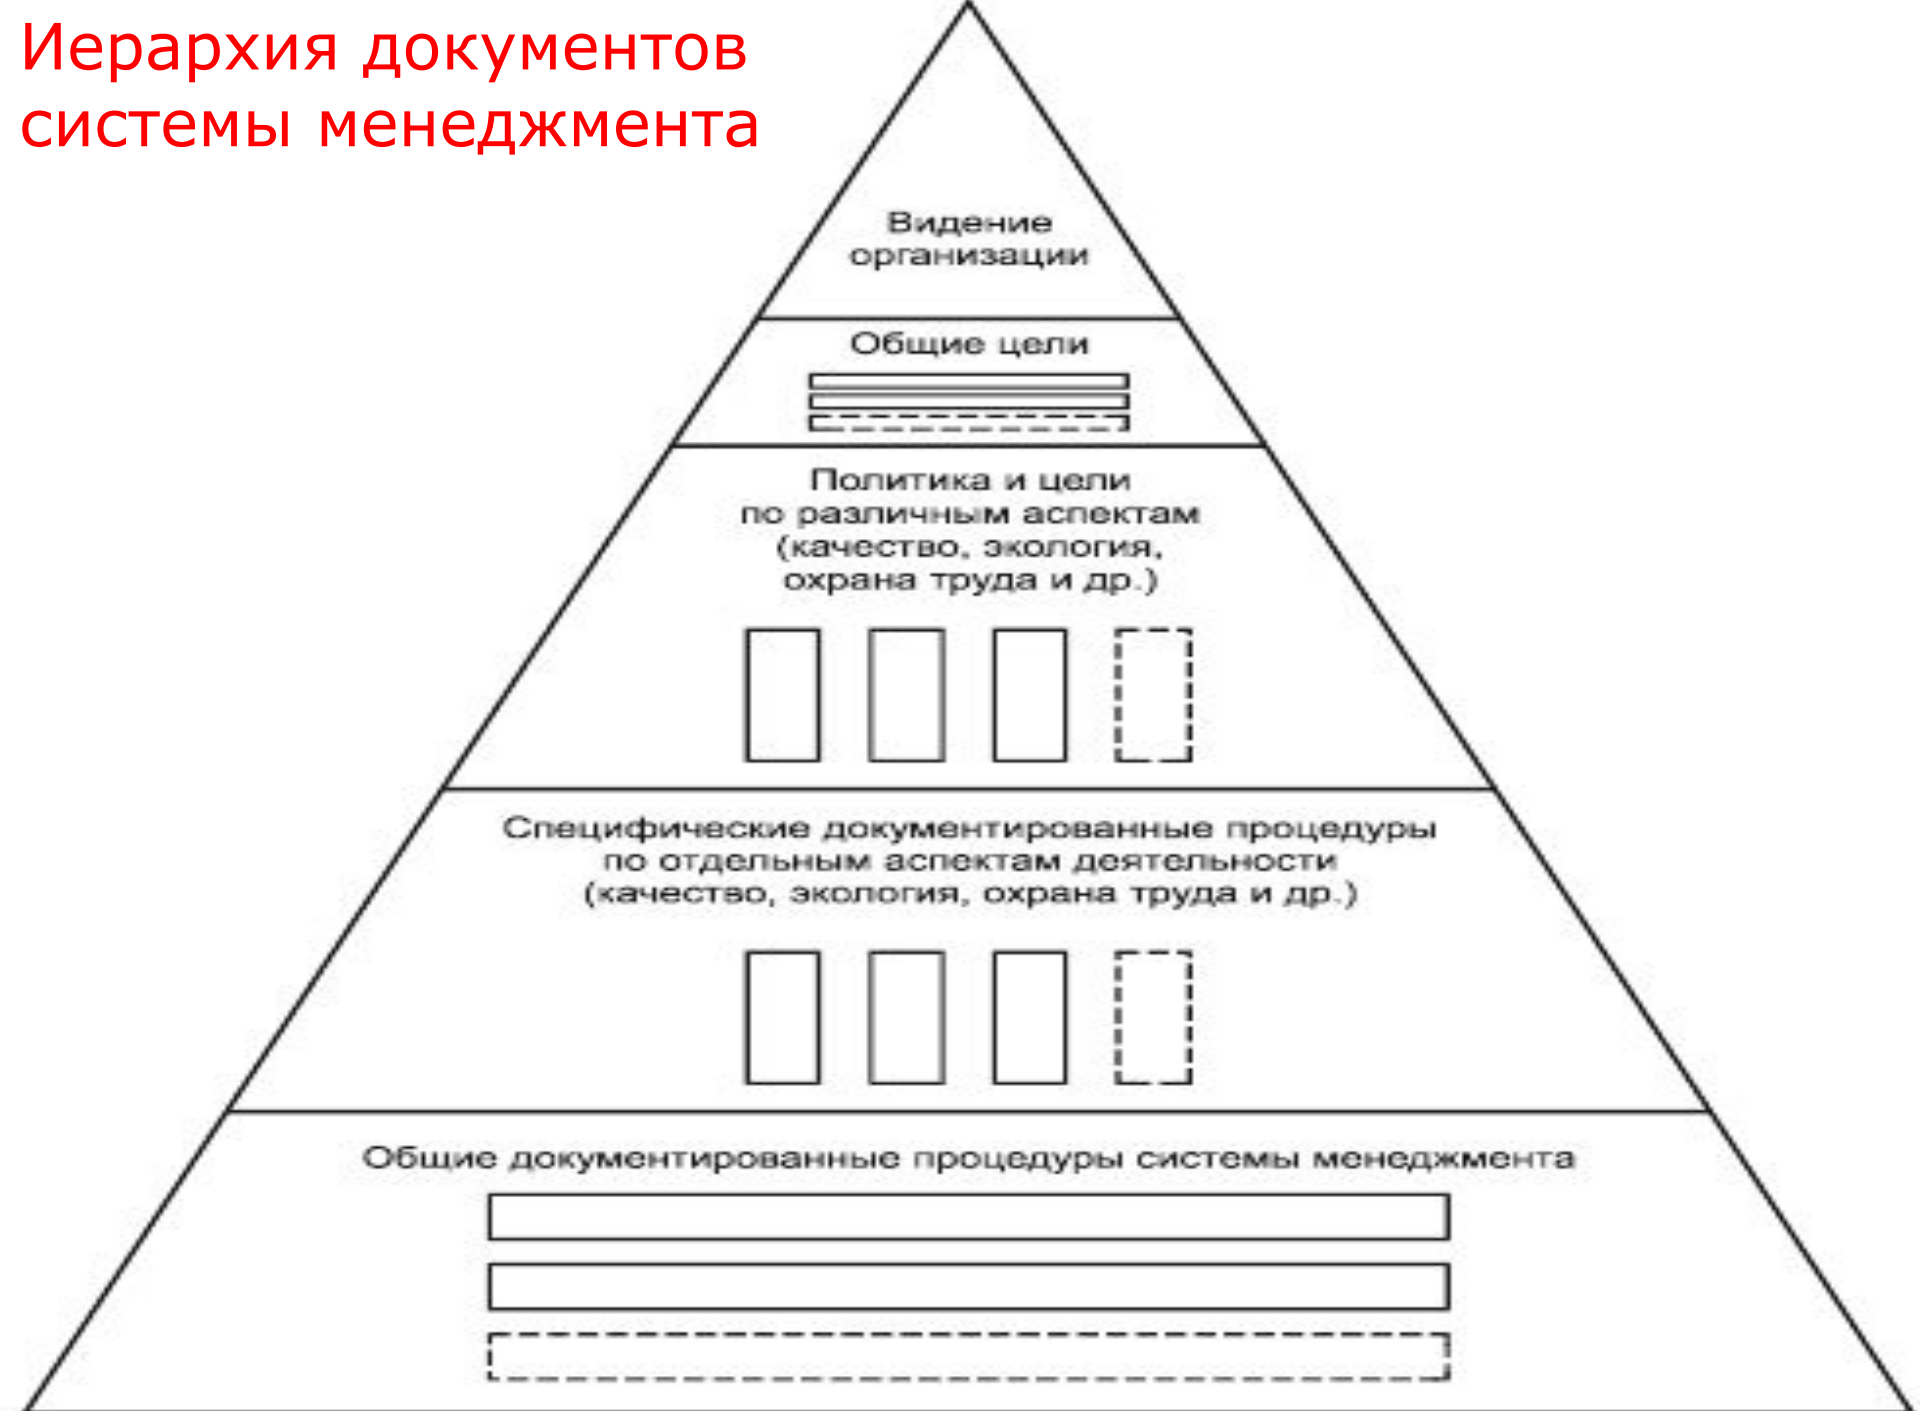 Иерархия документов
системы менеджмента
Видение
организации
Общие цели
Политика и цели
по различным аспектам
(качество, экология,
охрана труда и др.)
Специфические документированные процедуры
по отдельным аспектам деятельности
(качество, экология, охрана труда и др.)
Общие документированные процедуры системы менеджмента